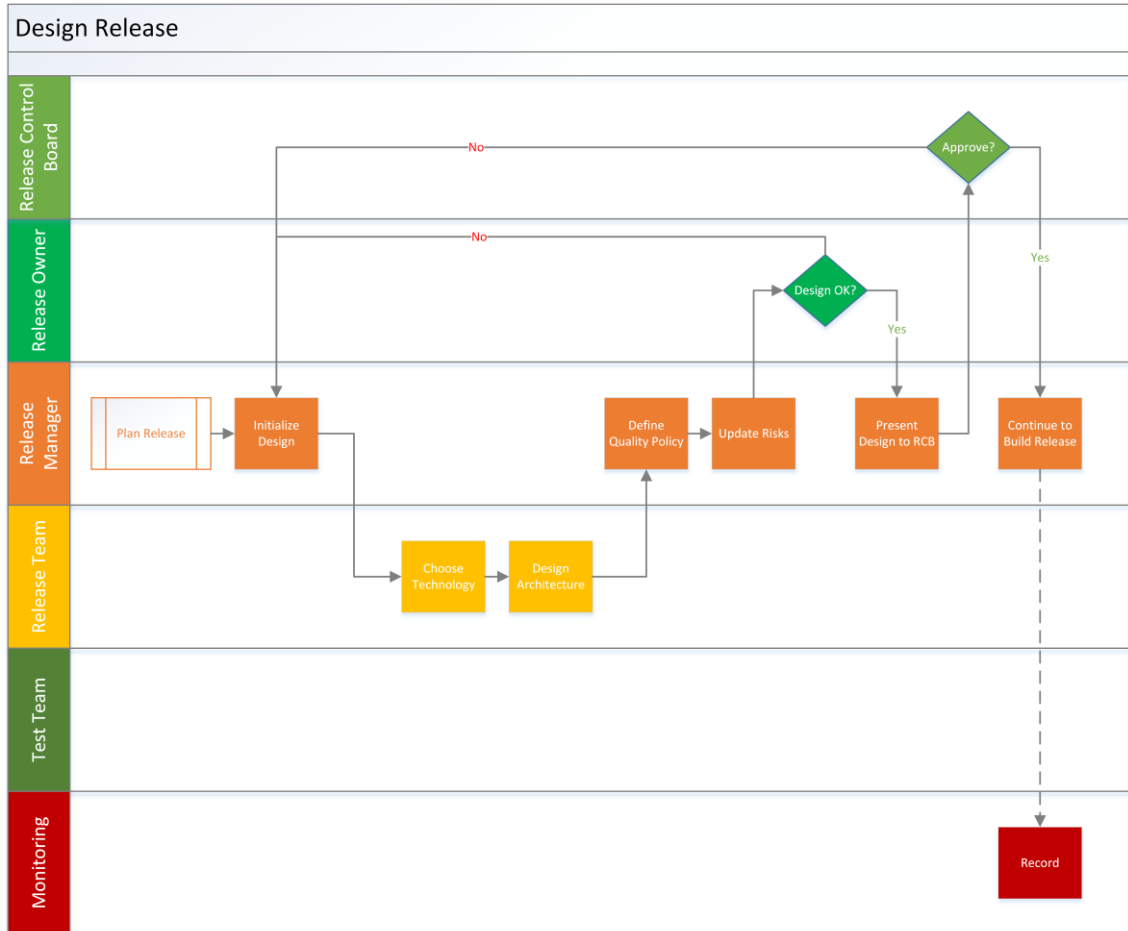 Design Release
Release Control
Board
Approve?
No
Release Owner
No
Design OK?
Yes
Yes
Release
Manager
Plan Release
Initialize
Design
Define
Quality Policy
Update Risks
Present
Design to RCB
Continue to
Build Release
Release Team
Choose
Technology
Design
Architecture
Test Team
Monitoring
Record